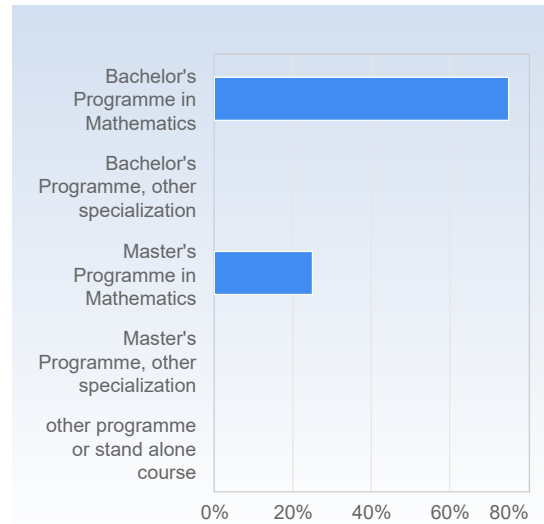 Bachelor's
Programme in
Mathematics
Bachelor's
Programme, other
specialization
Master's
Programme in
Mathematics
Master's
Programme, other
specialization
other programme
or stand alone
course
0% 20% 40% 60% 80%